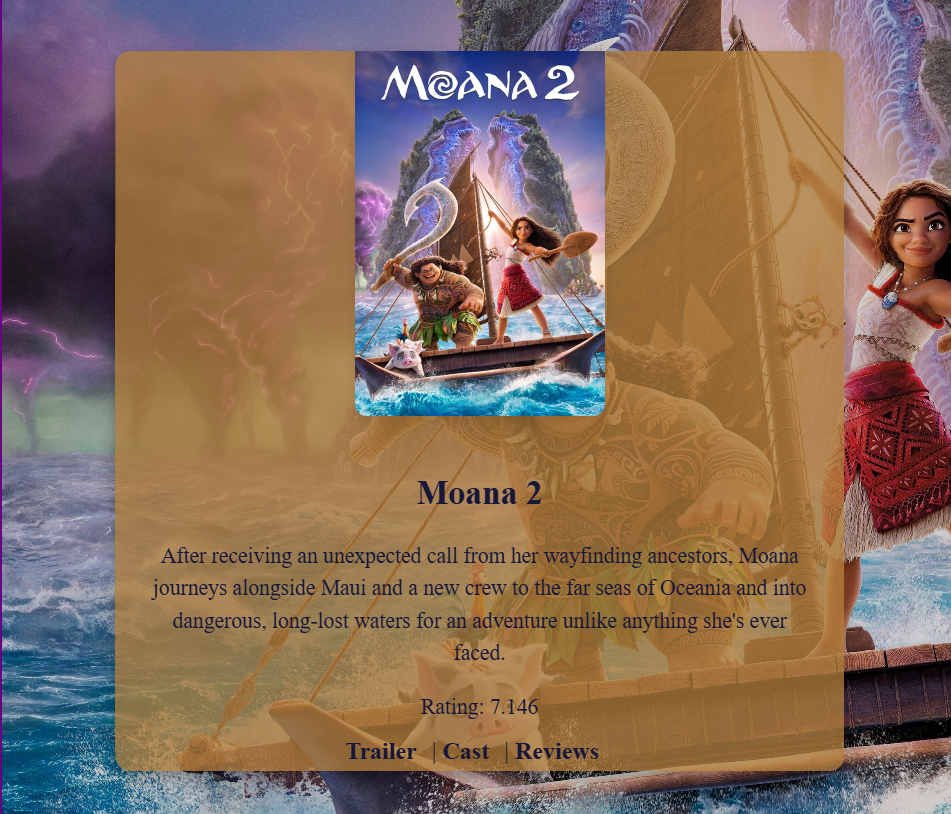 MOANA 2
Moana 2
After receiving an unexpected call from her wayfinding ancestors, Moana
journeys alongside Maui and a new crew to the far seas of Oceania and into
dangerous, long-lost waters for an adventure unlike anything she's ever
faced.
Rating: 7.146
Trailer | Cast | Reviews